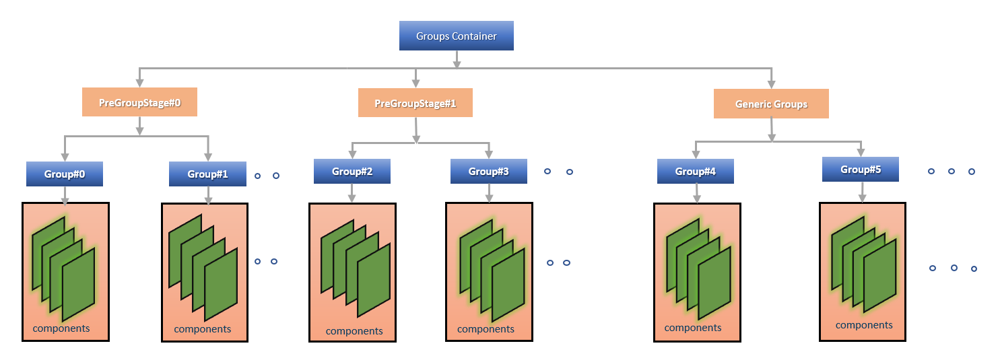 Groups Container
PreGroupStage#0
PreGroupStage#1
Generic Groups
Group#0
Group#1
Group#2
Group#3
Group#4
Group#5
components
components
components
components
components
components